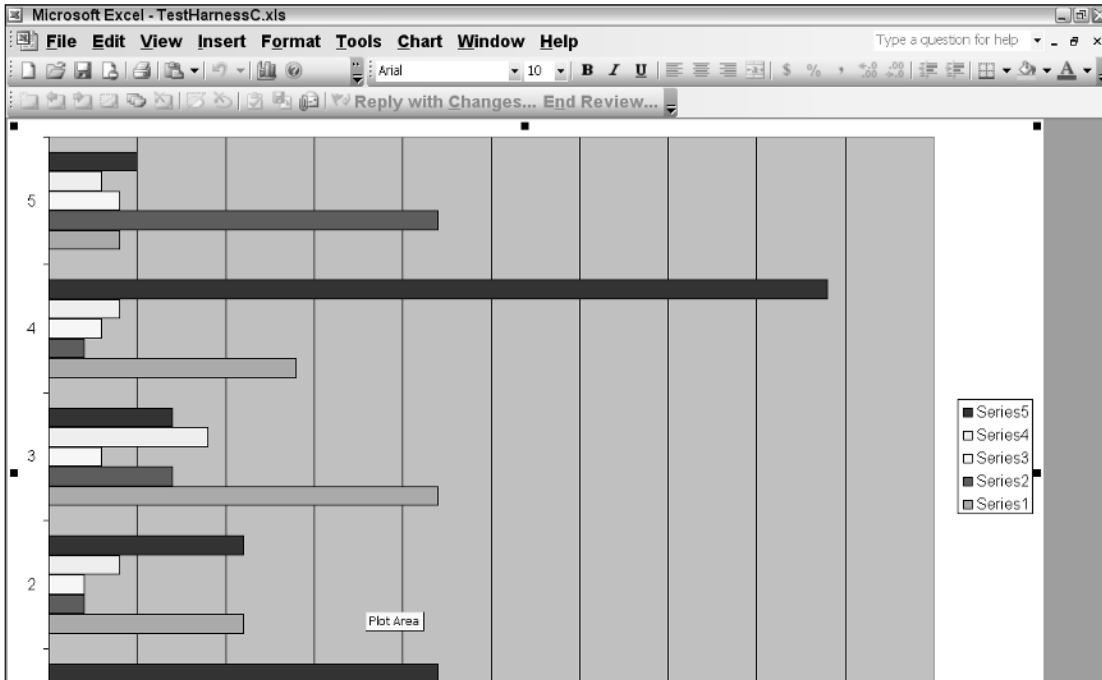 Microsoft Excel - TestHarnessC.xls
File Edit View Insert Format Tools Chart Window Help
Type a question for help
Arial
10
B I U
$ % ,
Reply with Changes... End Review...
5
4
3
2
Series5
Series4
Series3
Series2
Series1
Plot Area